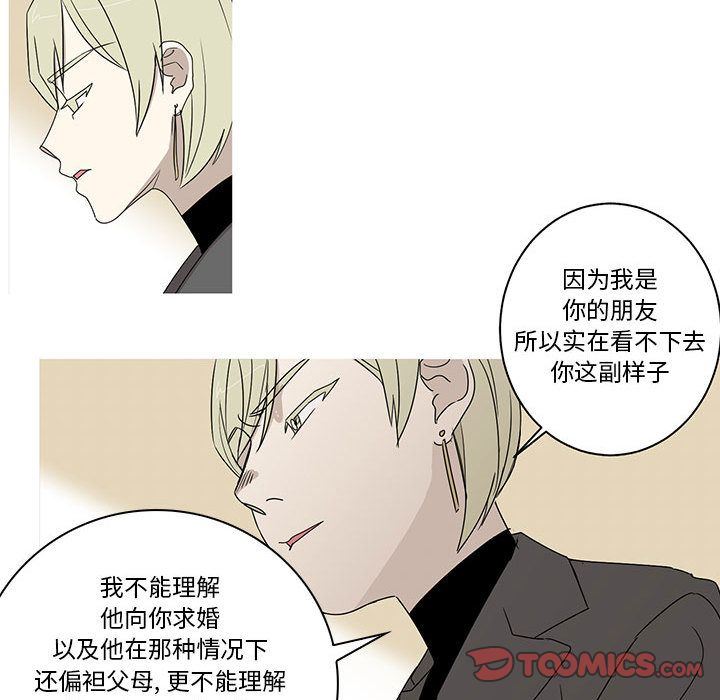 因为我是
你的朋友
所以实在看不下去
你这副样子
我不能理解
他向你求婚
以及他在那种情况下
还偏袒父母, 更不能理解
TOOMICS.COM